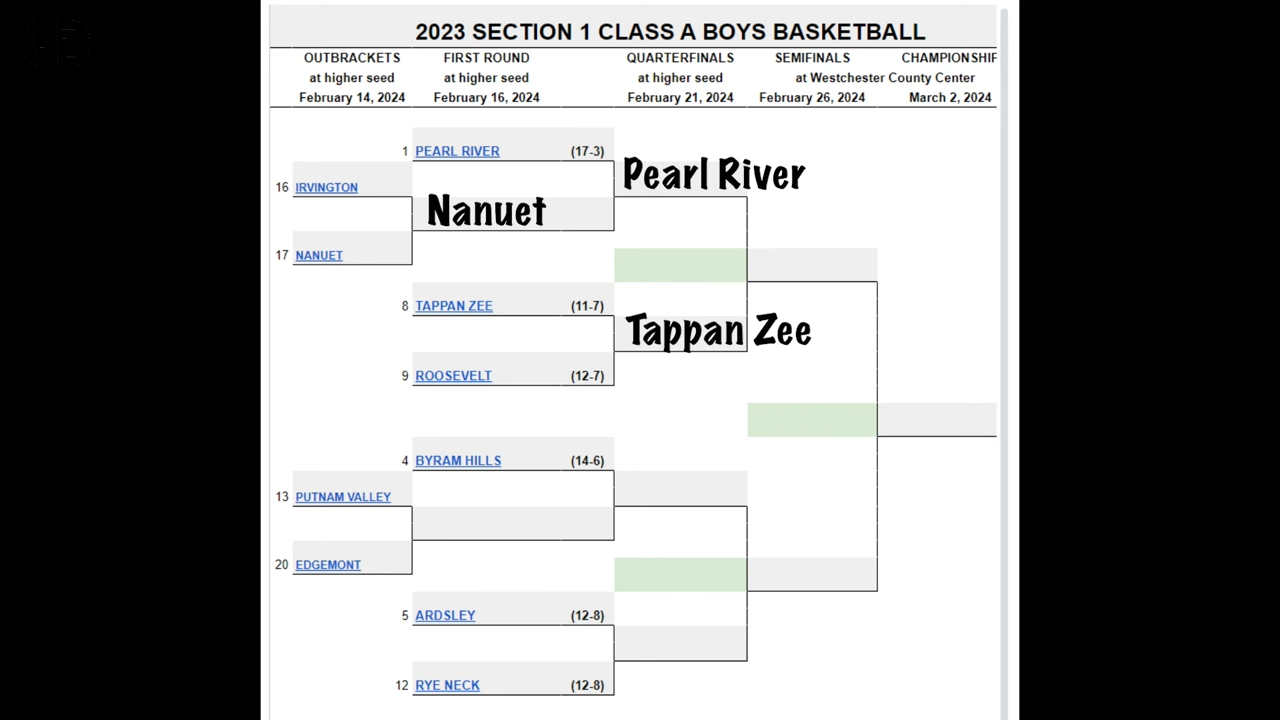 2023 SECTION 1 CLASS A BOYS BASKETBALL
OUTBRACKETS FIRST ROUND QUARTERFINALS SEMIFINALS CHAMPIONSHIP
at higher seed at higher seed at higher seed at Westchester County Center
February 14, 2024 February 16, 2024 February 21, 2024 February 26, 2024 March 2, 2024
1 PEARL RIVER (17-3)
Pearl River
16 IRVINGTON
Nanuet
17 NANUET
8 TAPPAN ZEE (11-7)
Tappan Zee
9 ROOSEVELT (12-7)
4 BYRAM HILLS (14-6)
13 PUTNAM VALLEY
20 EDGEMONT
5 ARDSLEY (12-8)
12 RYE NECK (12-8)